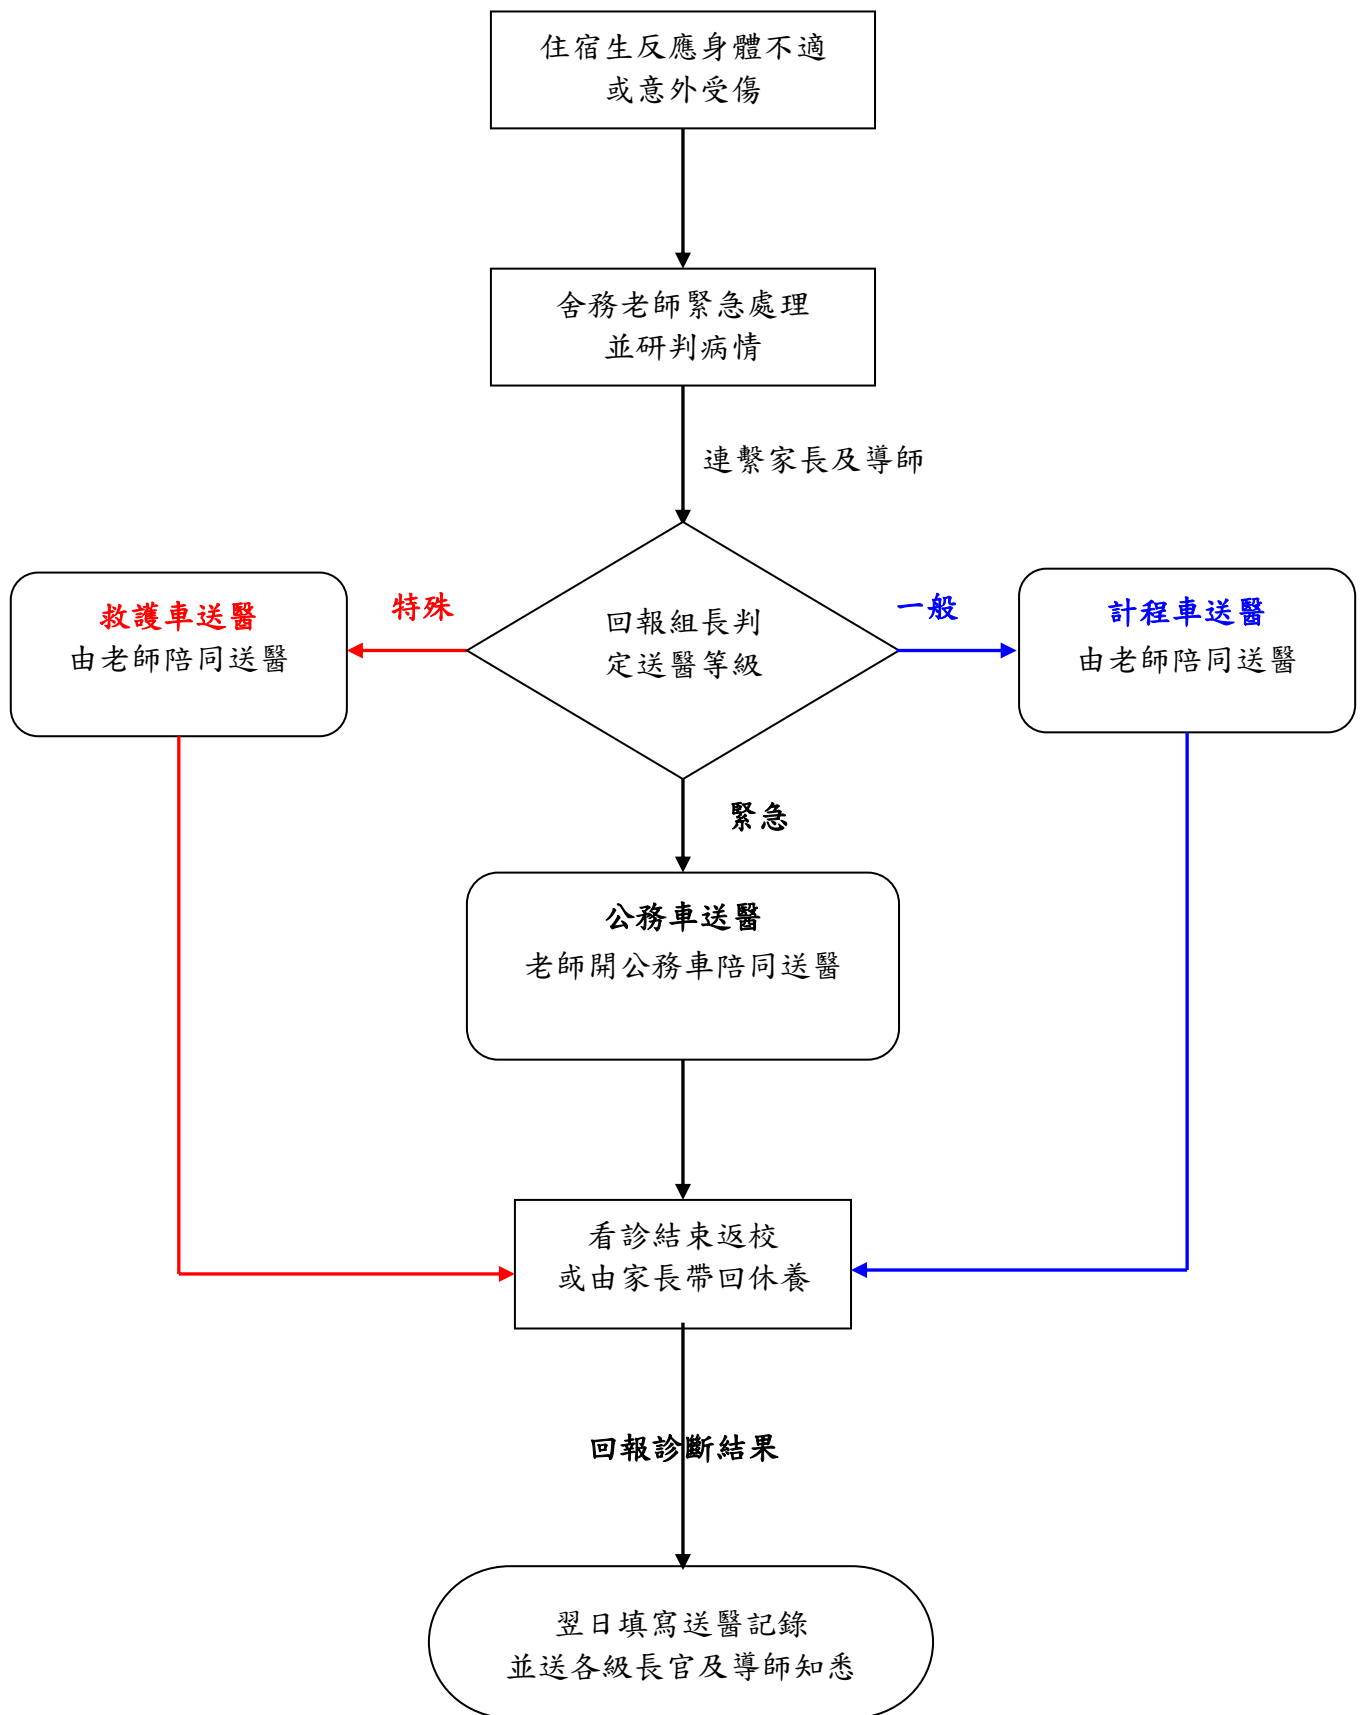 住宿生反應身體不適
或意外受傷
舍務老師緊急處理
並研判病情
連繫家長及導師
救護車送醫
由老師陪同送醫
特殊
回報組長判
定送醫等級
一般
計程車送醫
由老師陪同送醫
緊急
公務車送醫
老師開公務車陪同送醫
看診結束返校
或由家長帶回休養
回報診斷結果
翌日填寫送醫記錄
並送各級長官及導師知悉